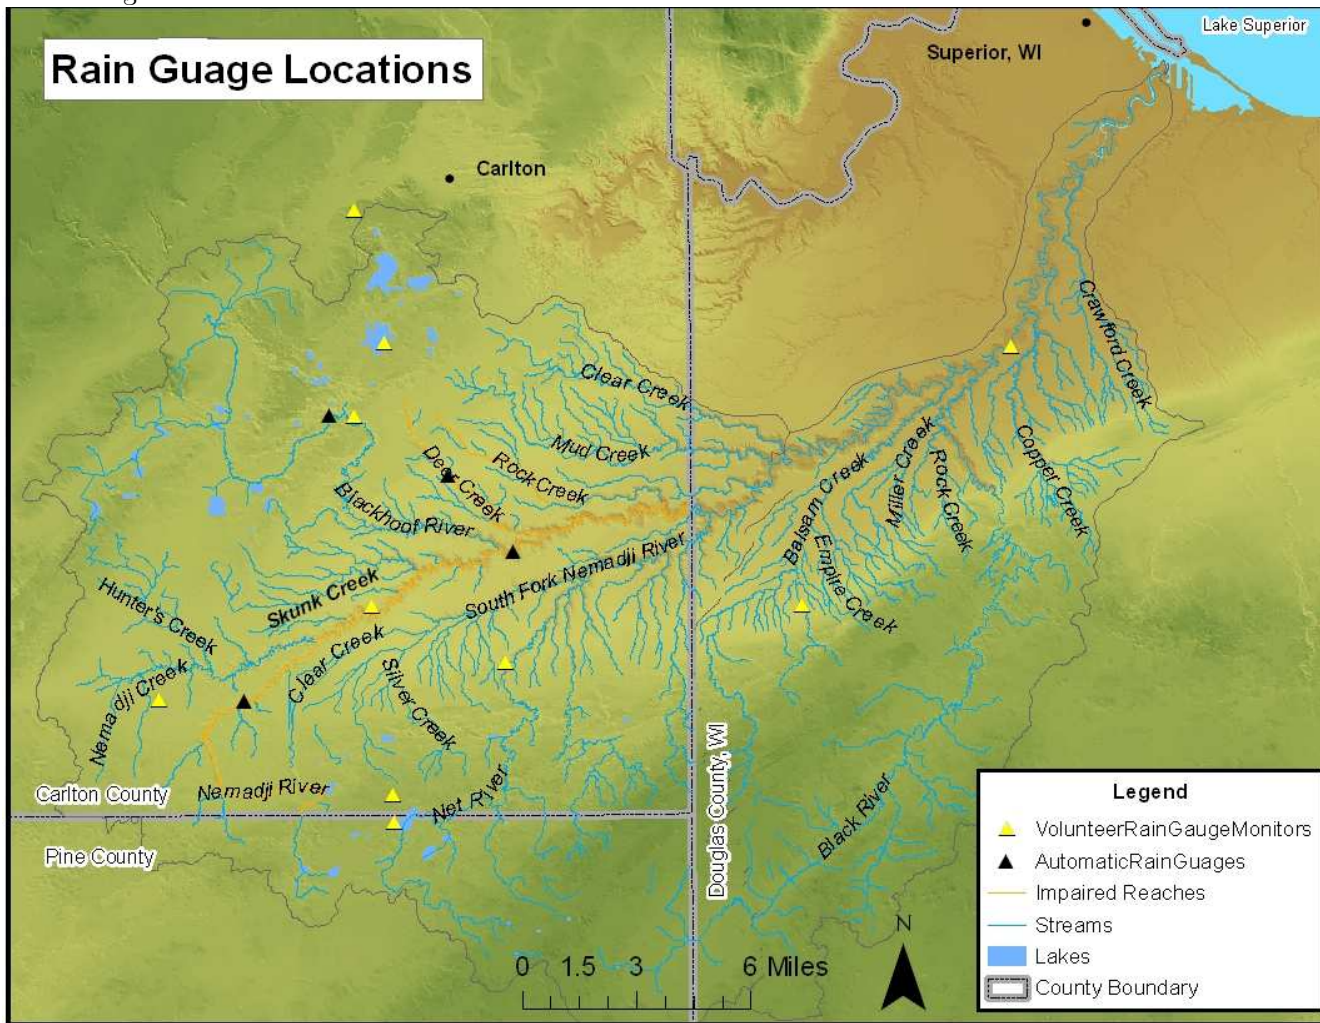 Lake Superior
Superior, WI
Rain Guage Locations
Carlton
Crawford Creek
Clear Creek
Mud Creek
Rock Creek
Deer Creek
Blackhoof River
Copper Creek
Miller Creek
Rock Creek
Balsam Creek
Empire Creek
South Fork Nemadji River
Skunk Creek
Hunter's Creek
Clear Creek
Silver Creek
Nemadji Creek
Nemadji River
Net River
Black River
Douglas County, WI
Carlton County
Pine County
N
0 1.5 3 6 Miles
Legend
VolunteerRainGaugeMonitors
AutomaticRainGuages
Impaired Reaches
Streams
Lakes
County Boundary